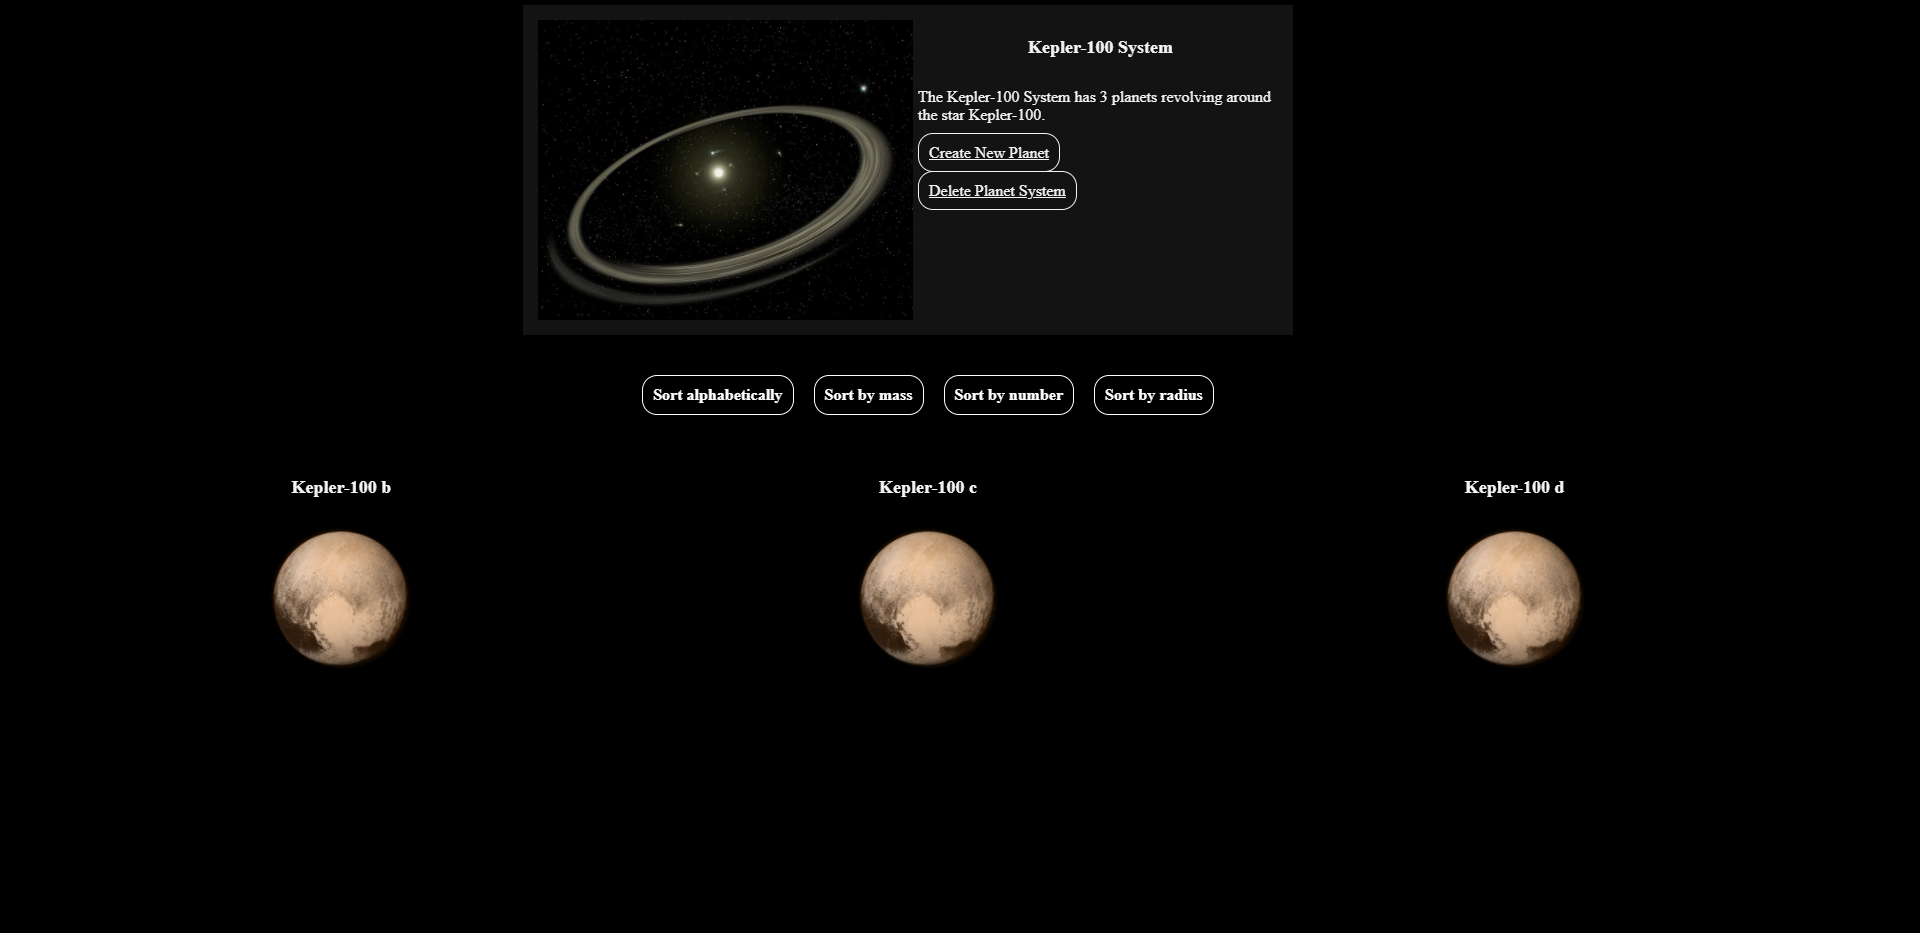 Kepler-100 System
The Kepler-100 System has 3 planets revolving around
the star Kepler-100.
Create New Planet
Delete Planet System
Sort alphabetically
Sort by mass
Sort by number
Sort by radius
Kepler-100 b
Kepler-100 c
Kepler-100 d